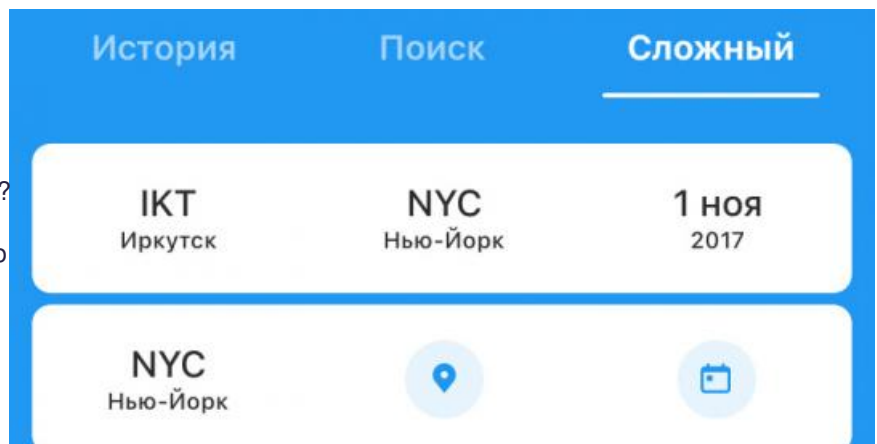 История Поиск Сложный
?
IKT NYC 1 ноя
Иркутск Нью-Йорк 2017
NYC
Нью-Йорк